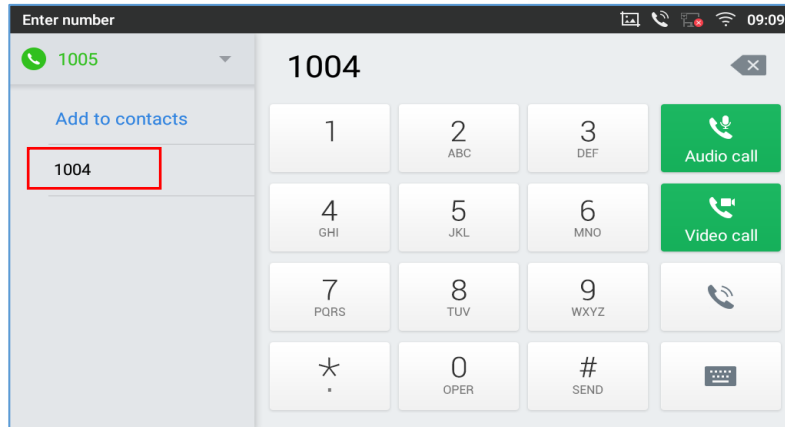 Enter number 09:09
1005
1004
Add to contacts
1004
1
2
ABC
3
DEF
Audio call
4
GHI
5
JKL
6
MNO
Video call
7
PQRS
8
TUV
9
WXYZ
*
.
0
OPER
#
SEND